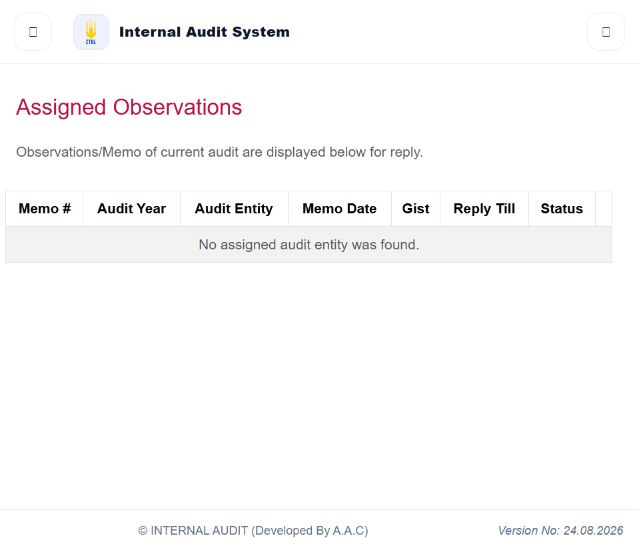 ZTBL
Internal Audit System
Assigned Observations
Observations/Memo of current audit are displayed below for reply.
Memo # Audit Year Audit Entity Memo Date Gist Reply Till Status
No assigned audit entity was found.
© INTERNAL AUDIT (Developed By A.A.C) Version No: 24.08.2026